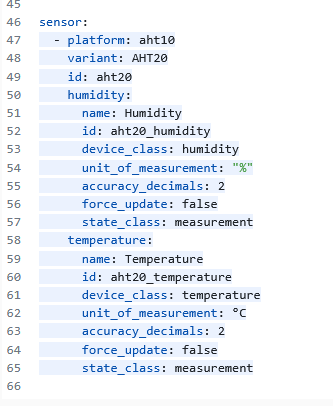 45
46 sensor:
47   - platform: aht10
48     variant: AHT20
49     id: aht20
50     humidity:
51       name: Humidity
52       id: aht20_humidity
53       device_class: humidity
54       unit_of_measurement: "%"
55       accuracy_decimals: 2
56       force_update: false
57       state_class: measurement
58     temperature:
59       name: Temperature
60       id: aht20_temperature
61       device_class: temperature
62       unit_of_measurement: °C
63       accuracy_decimals: 2
64       force_update: false
65       state_class: measurement
66